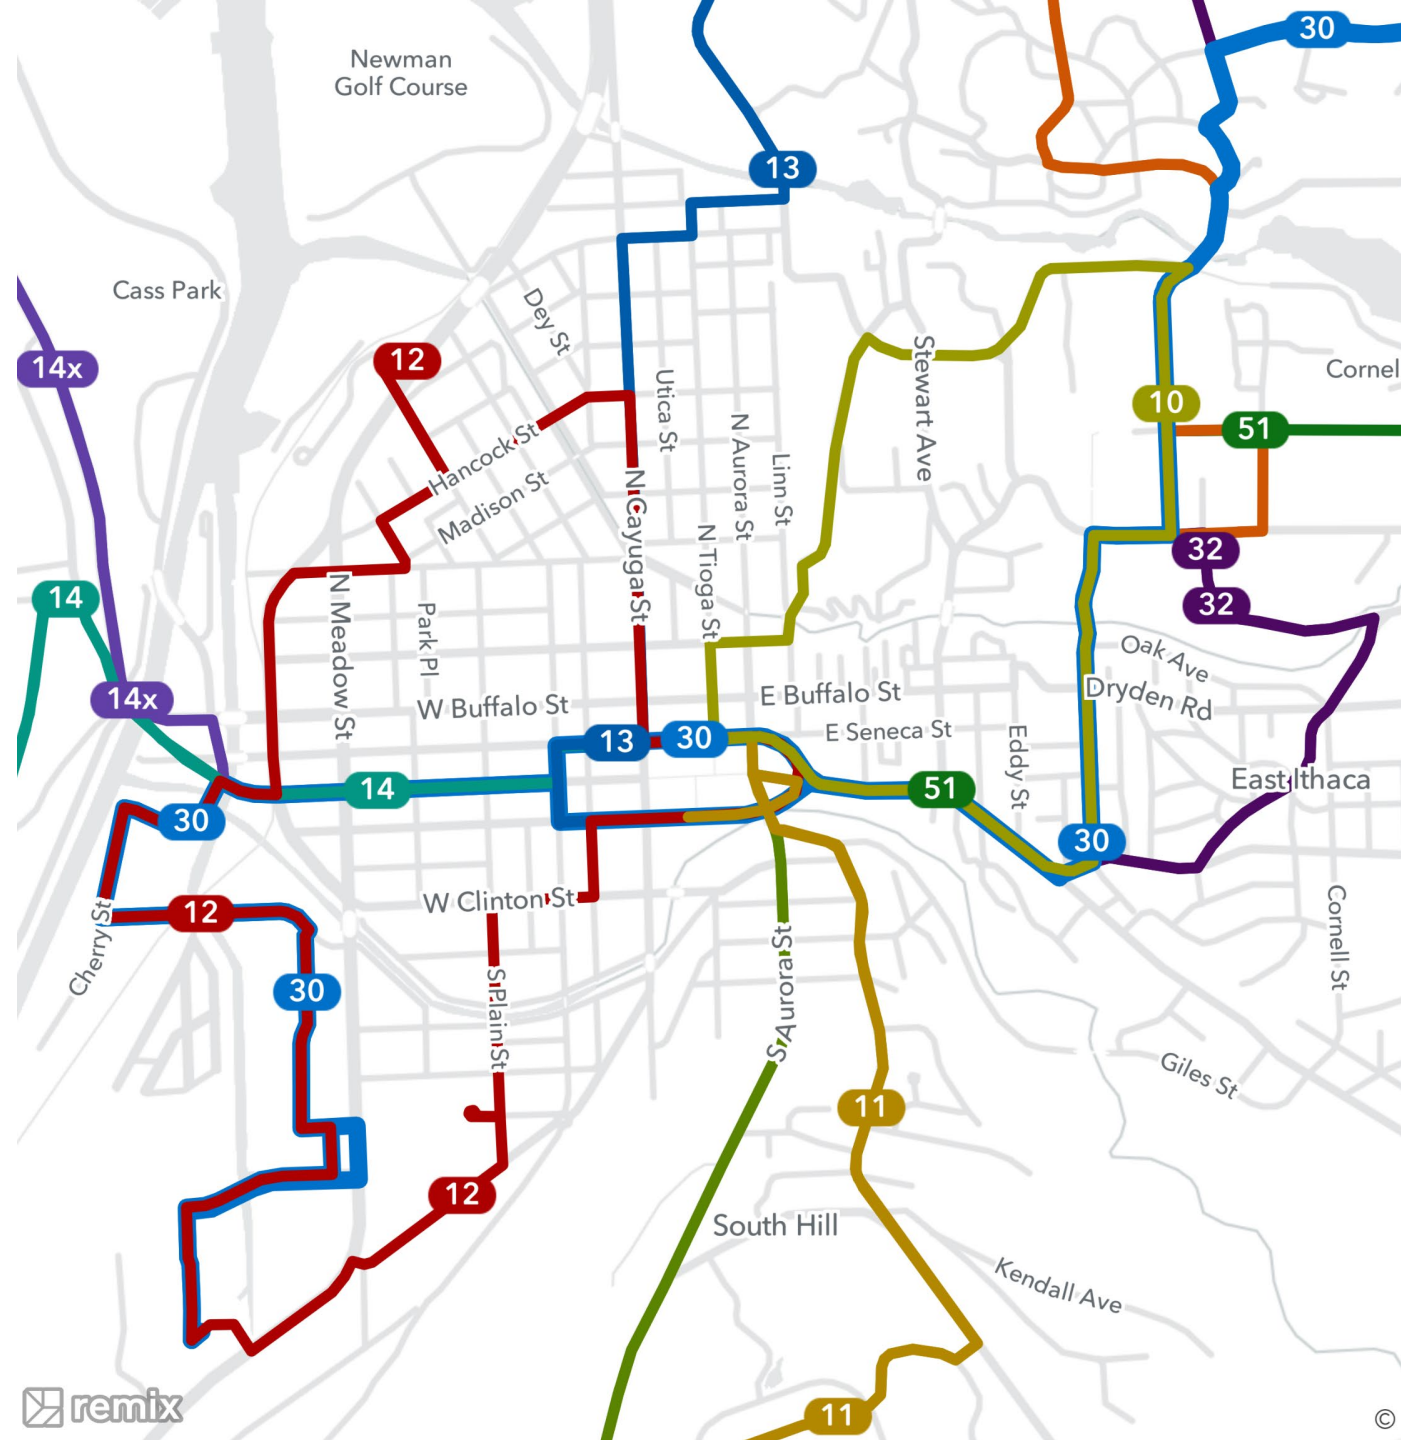 30
Newman
Golf Course
13
Cass Park
Dey St
14x
12
Stewart Ave
Cornel
Utica St
10
N Aurora St
51
Hancock St
Linn St
Madison St
N Cayuga St
N Tioga St
32
14
32
N Meadow St
Park Pl
Oak Ave
14x
E Buffalo St
Dryden Rd
W Buffalo St
E Seneca St
13
30
Eddy St
East Ithaca
14
51
30
30
W Clinton St
12
Cherry St
Cornell St
S Aurora St
30
S Plain St
Giles St
11
12
South Hill
Kendall Ave
remix
11
©